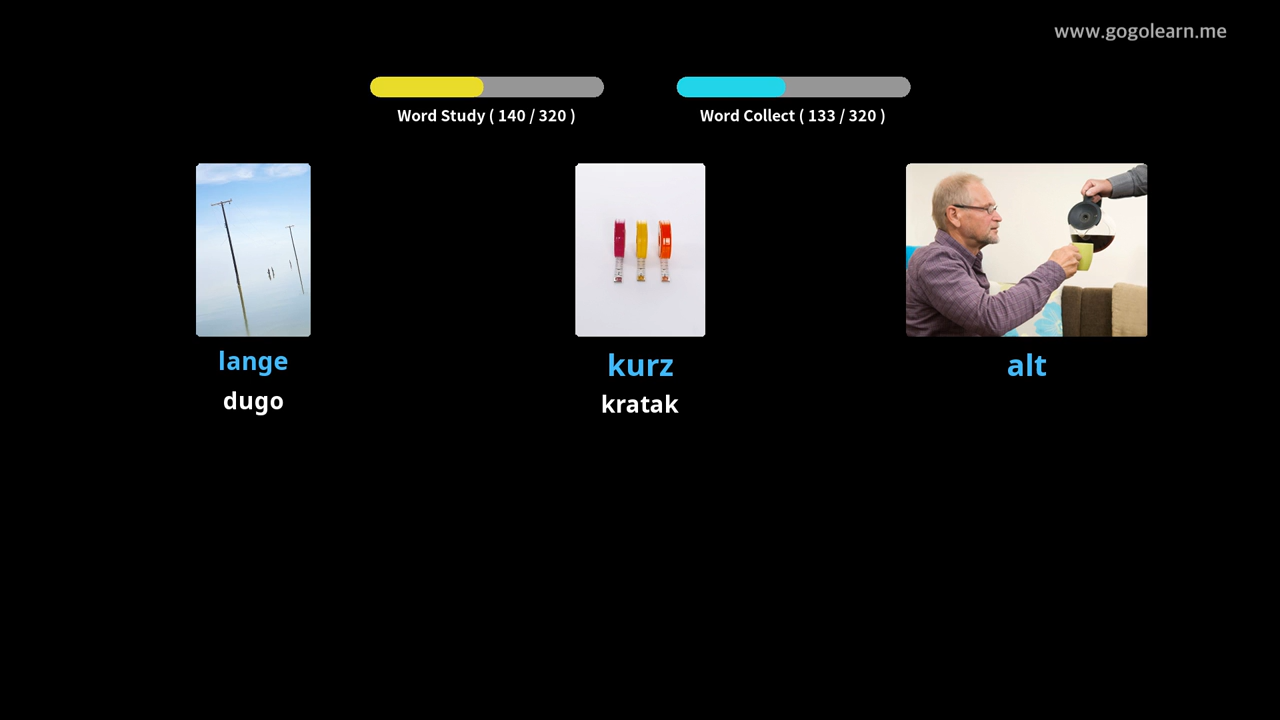 www.gogolearn.me
Word Study ( 140 / 320 )
Word Collect ( 133 / 320 )
lange
dugo
kurz
kratak
alt